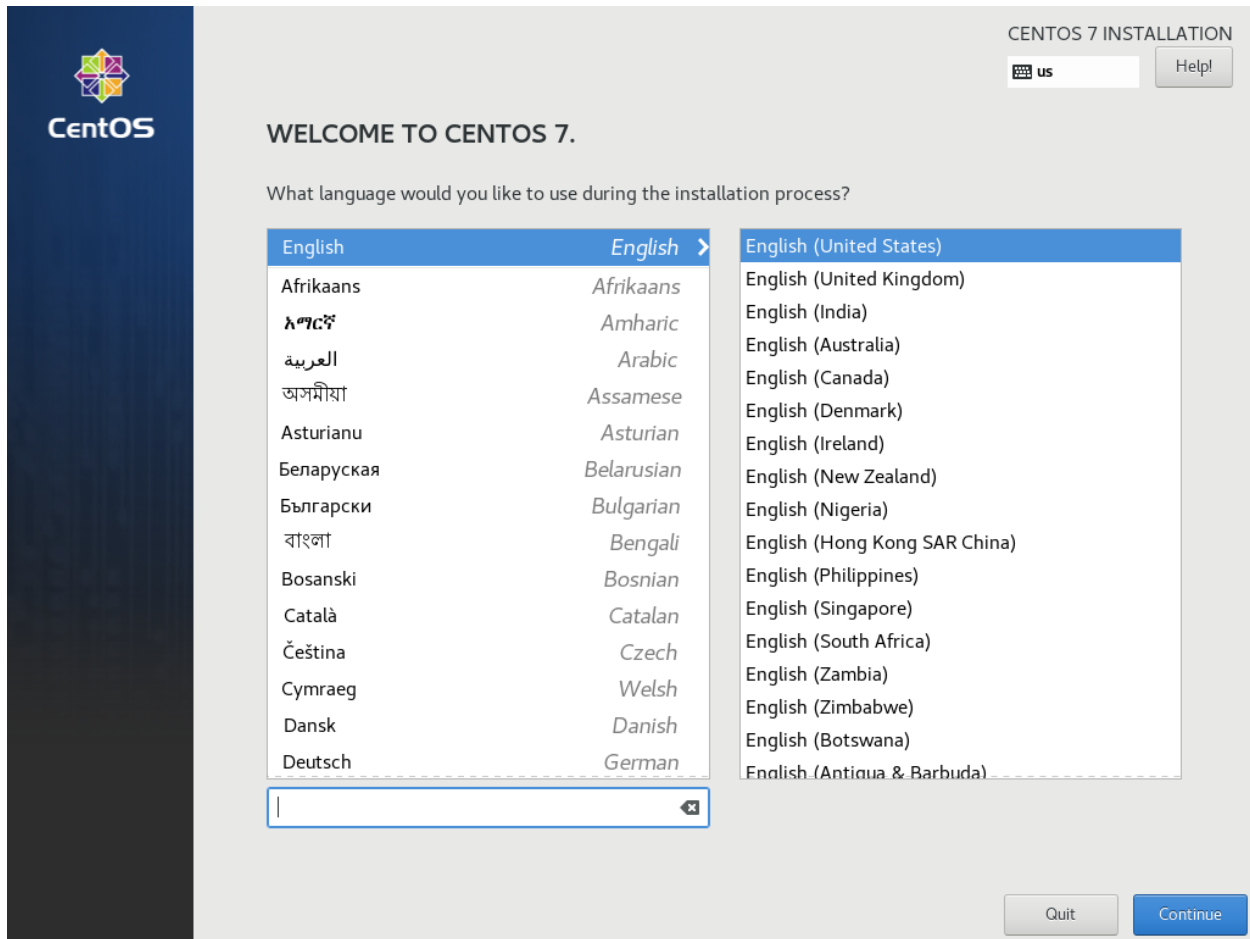 CENTOS 7 INSTALLATION
us
Help!
CentOS
WELCOME TO CENTOS 7.
What language would you like to use during the installation process?
English English
Afrikaans Afrikaans
አማርኛ Amharic
العربية Arabic
অসমীয়া Assamese
Asturianu Asturian
Беларуская Belarusian
Български Bulgarian
বাংলা Bengali
Bosanski Bosnian
Català Catalan
Čeština Czech
Cymraeg Welsh
Dansk Danish
Deutsch German
English (United States)
English (United Kingdom)
English (India)
English (Australia)
English (Canada)
English (Denmark)
English (Ireland)
English (New Zealand)
English (Nigeria)
English (Hong Kong SAR China)
English (Philippines)
English (Singapore)
English (South Africa)
English (Zambia)
English (Zimbabwe)
English (Botswana)
English (Antigua & Barbuda)
Quit
Continue